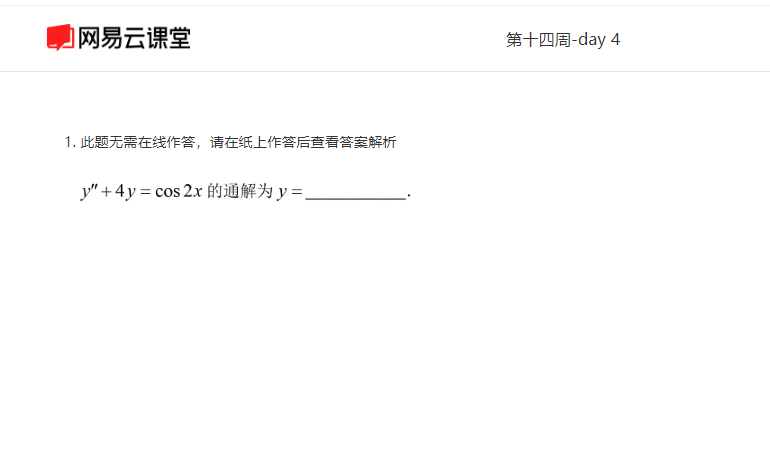 网易云课堂
第十四周-day 4
1. 此题无需在线作答，请在纸上作答后查看答案解析
y″ + 4y = cos 2x 的通解为 y = ____________.